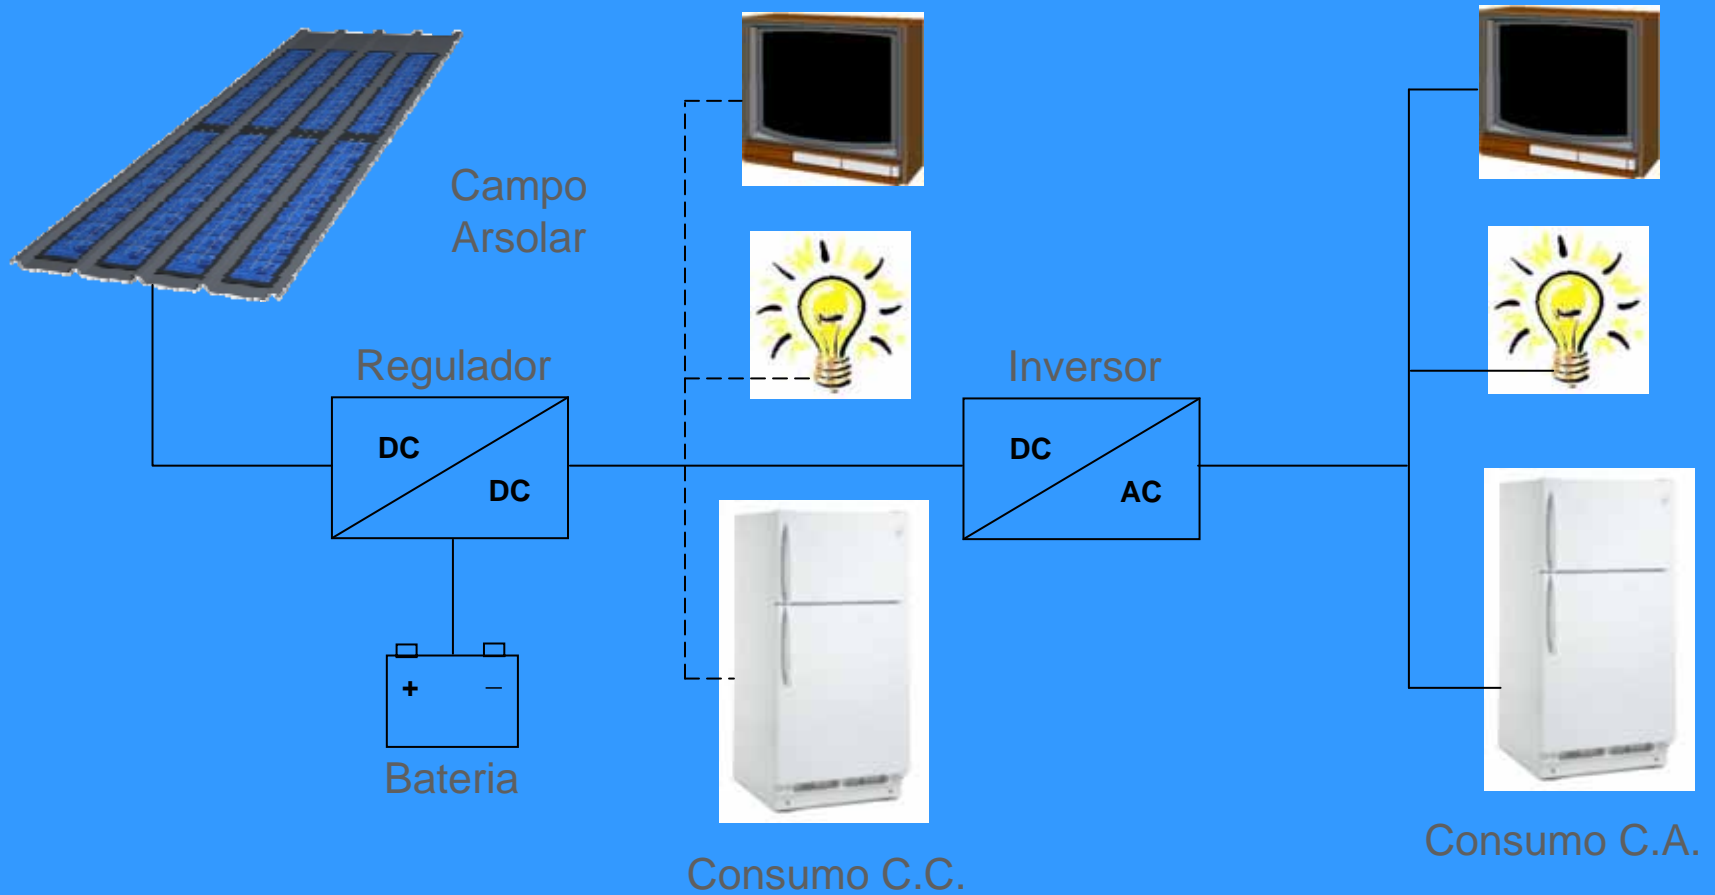 Campo
Arsolar
Regulador
DC
DC
Inversor
DC
AC
+
–
Bateria
Consumo C.C.
Consumo C.A.